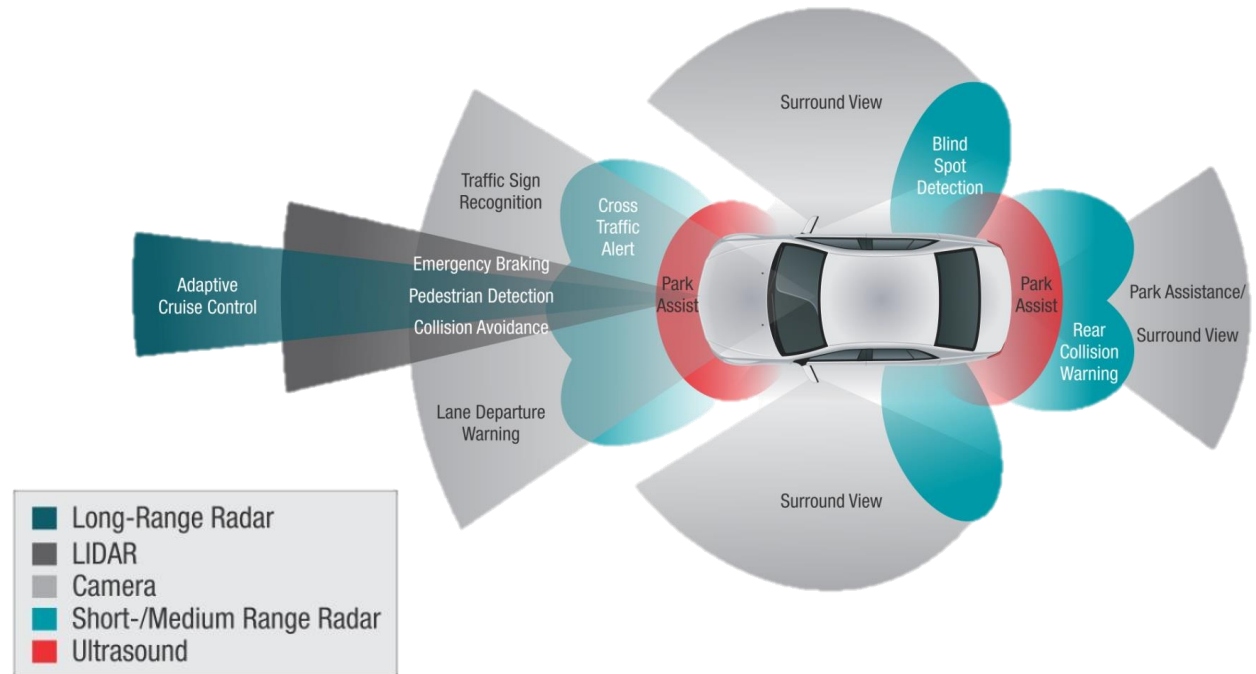 Surround View
Blind
Spot
Detection
Traffic Sign
Recognition
Cross
Traffic
Alert
Emergency Braking
Adaptive
Cruise Control
Pedestrian Detection
Collision Avoidance
Park
Assist
Park
Assist
Park Assistance/
Surround View
Rear
Collision
Warning
Lane Departure
Warning
Surround View
Long-Range Radar
LIDAR
Camera
Short-/Medium Range Radar
Ultrasound